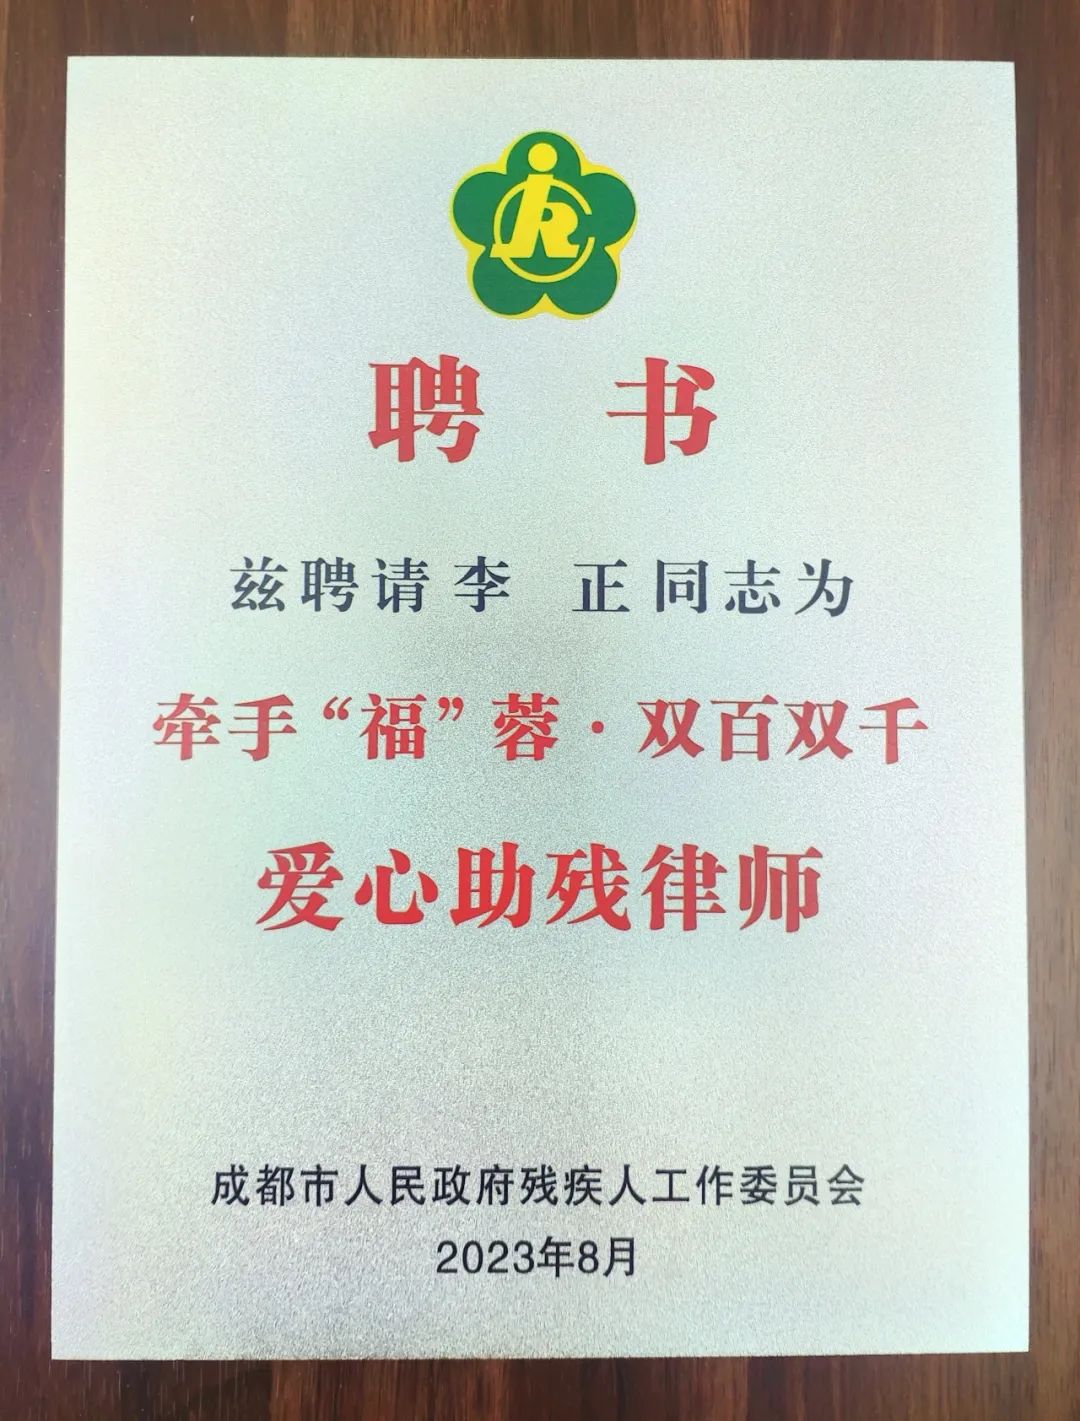 聘 书
兹聘请李 正同志为
牵手“福”蓉·双百双千
爱心助残律师
成都市人民政府残疾人工作委员会
2023年8月